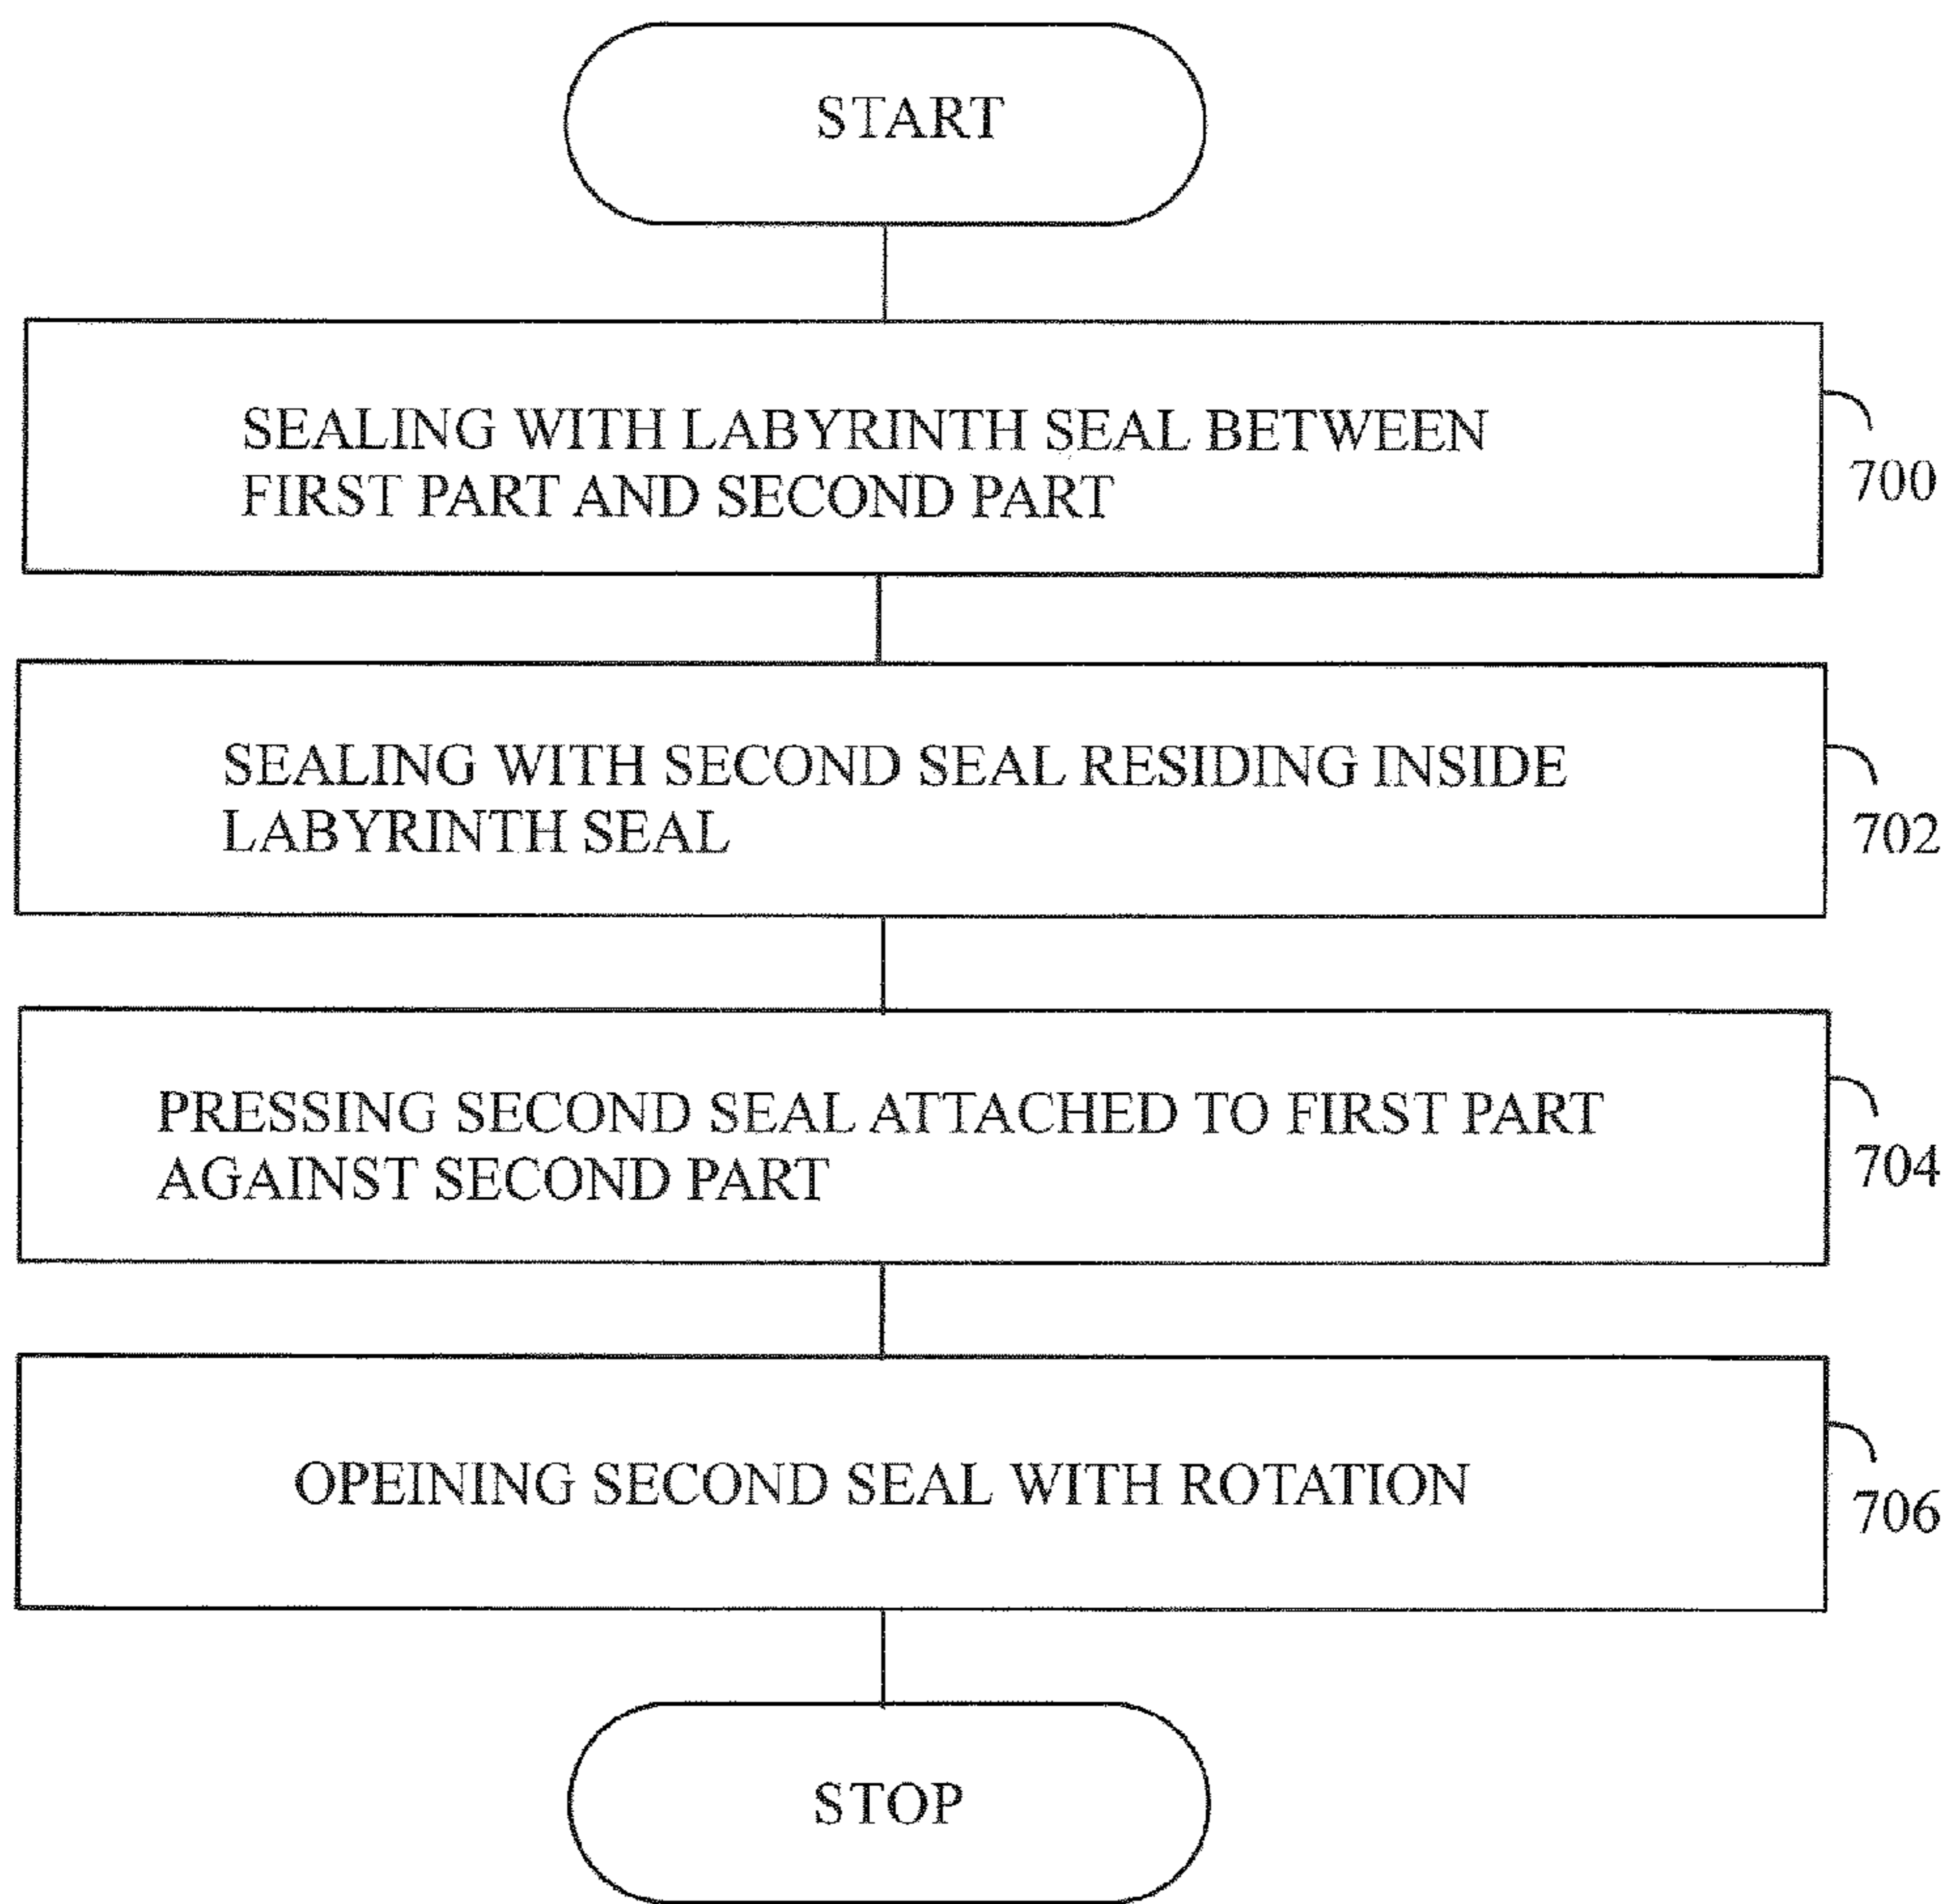 START
SEALING WITH LABYRINTH SEAL BETWEEN
FIRST PART AND SECOND PART
700
SEALING WITH SECOND SEAL RESIDING INSIDE
LABYRINTH SEAL
702
PRESSING SECOND SEAL ATTACHED TO FIRST PART
AGAINST SECOND PART
704
OPEINING SECOND SEAL WITH ROTATION
706
STOP